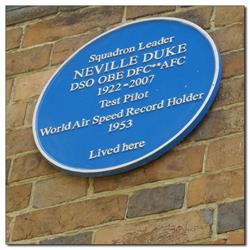 Squadron Leader
NEVILLE DUKE
DSO OBE DFC** AFC
1922-2007
Test Pilot
World Air Speed Record Holder
1953
Lived here